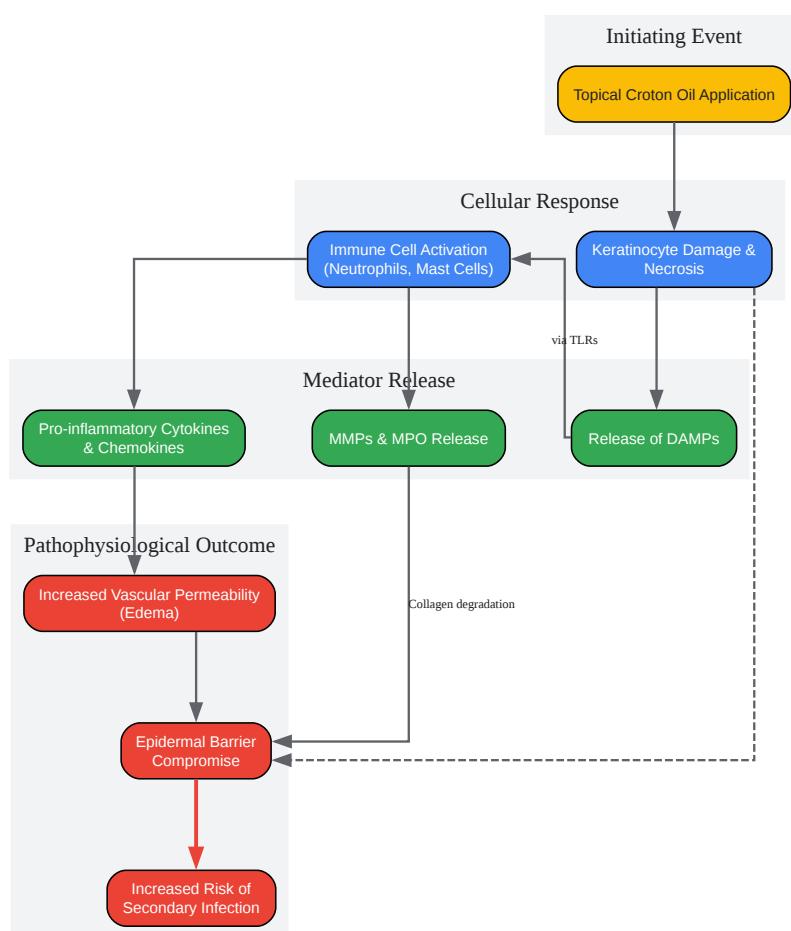 Initiating Event
Topical Croton Oil Application
Cellular Response
Immune Cell Activation
(Neutrophils, Mast Cells)
Keratinocyte Damage &
Necrosis
via TLRs
Mediator Release
Pro-inflammatory Cytokines
& Chemokines
MMPs & MPO Release
Release of DAMPs
Pathophysiological Outcome
Increased Vascular Permeability
(Edema)
Collagen degradation
Epidermal Barrier
Compromise
Increased Risk of
Secondary Infection